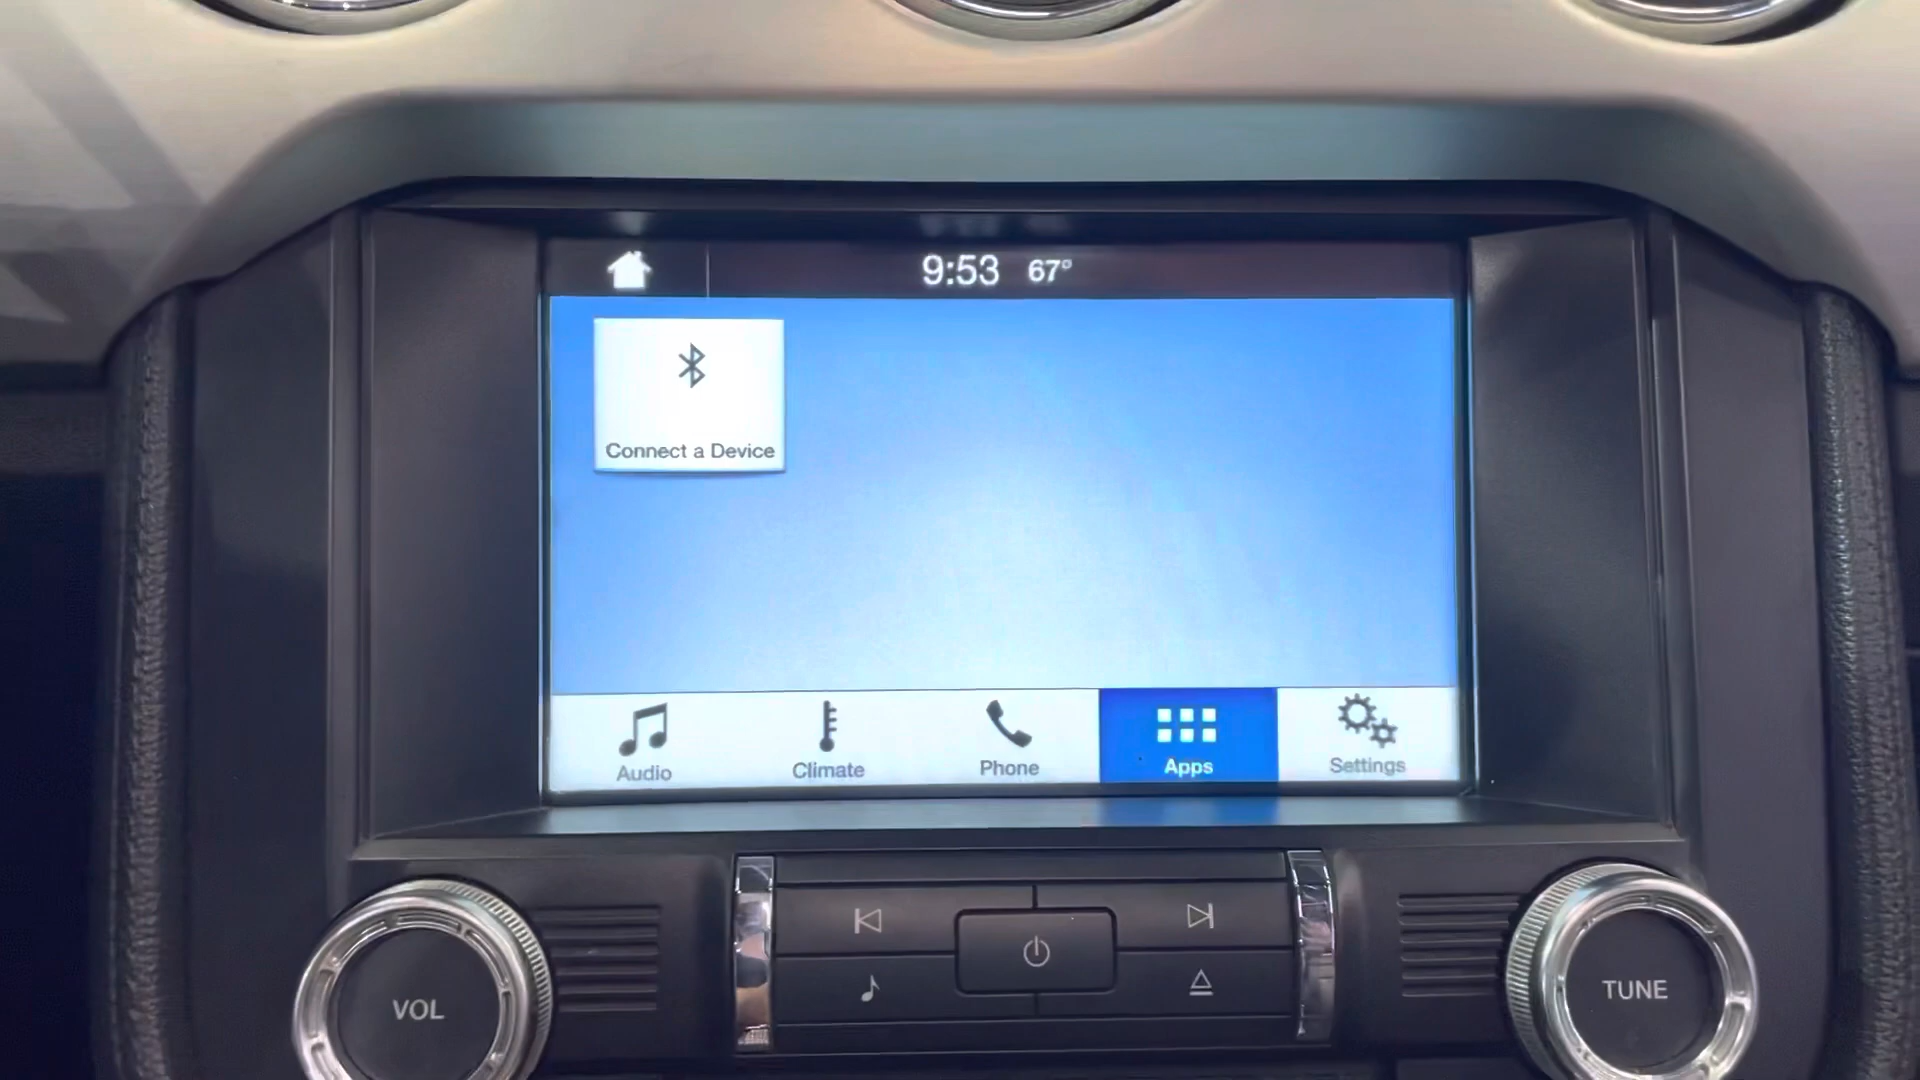 9:53 67°
Connect a Device
Audio Climate Phone Apps Settings
VOL
TUNE